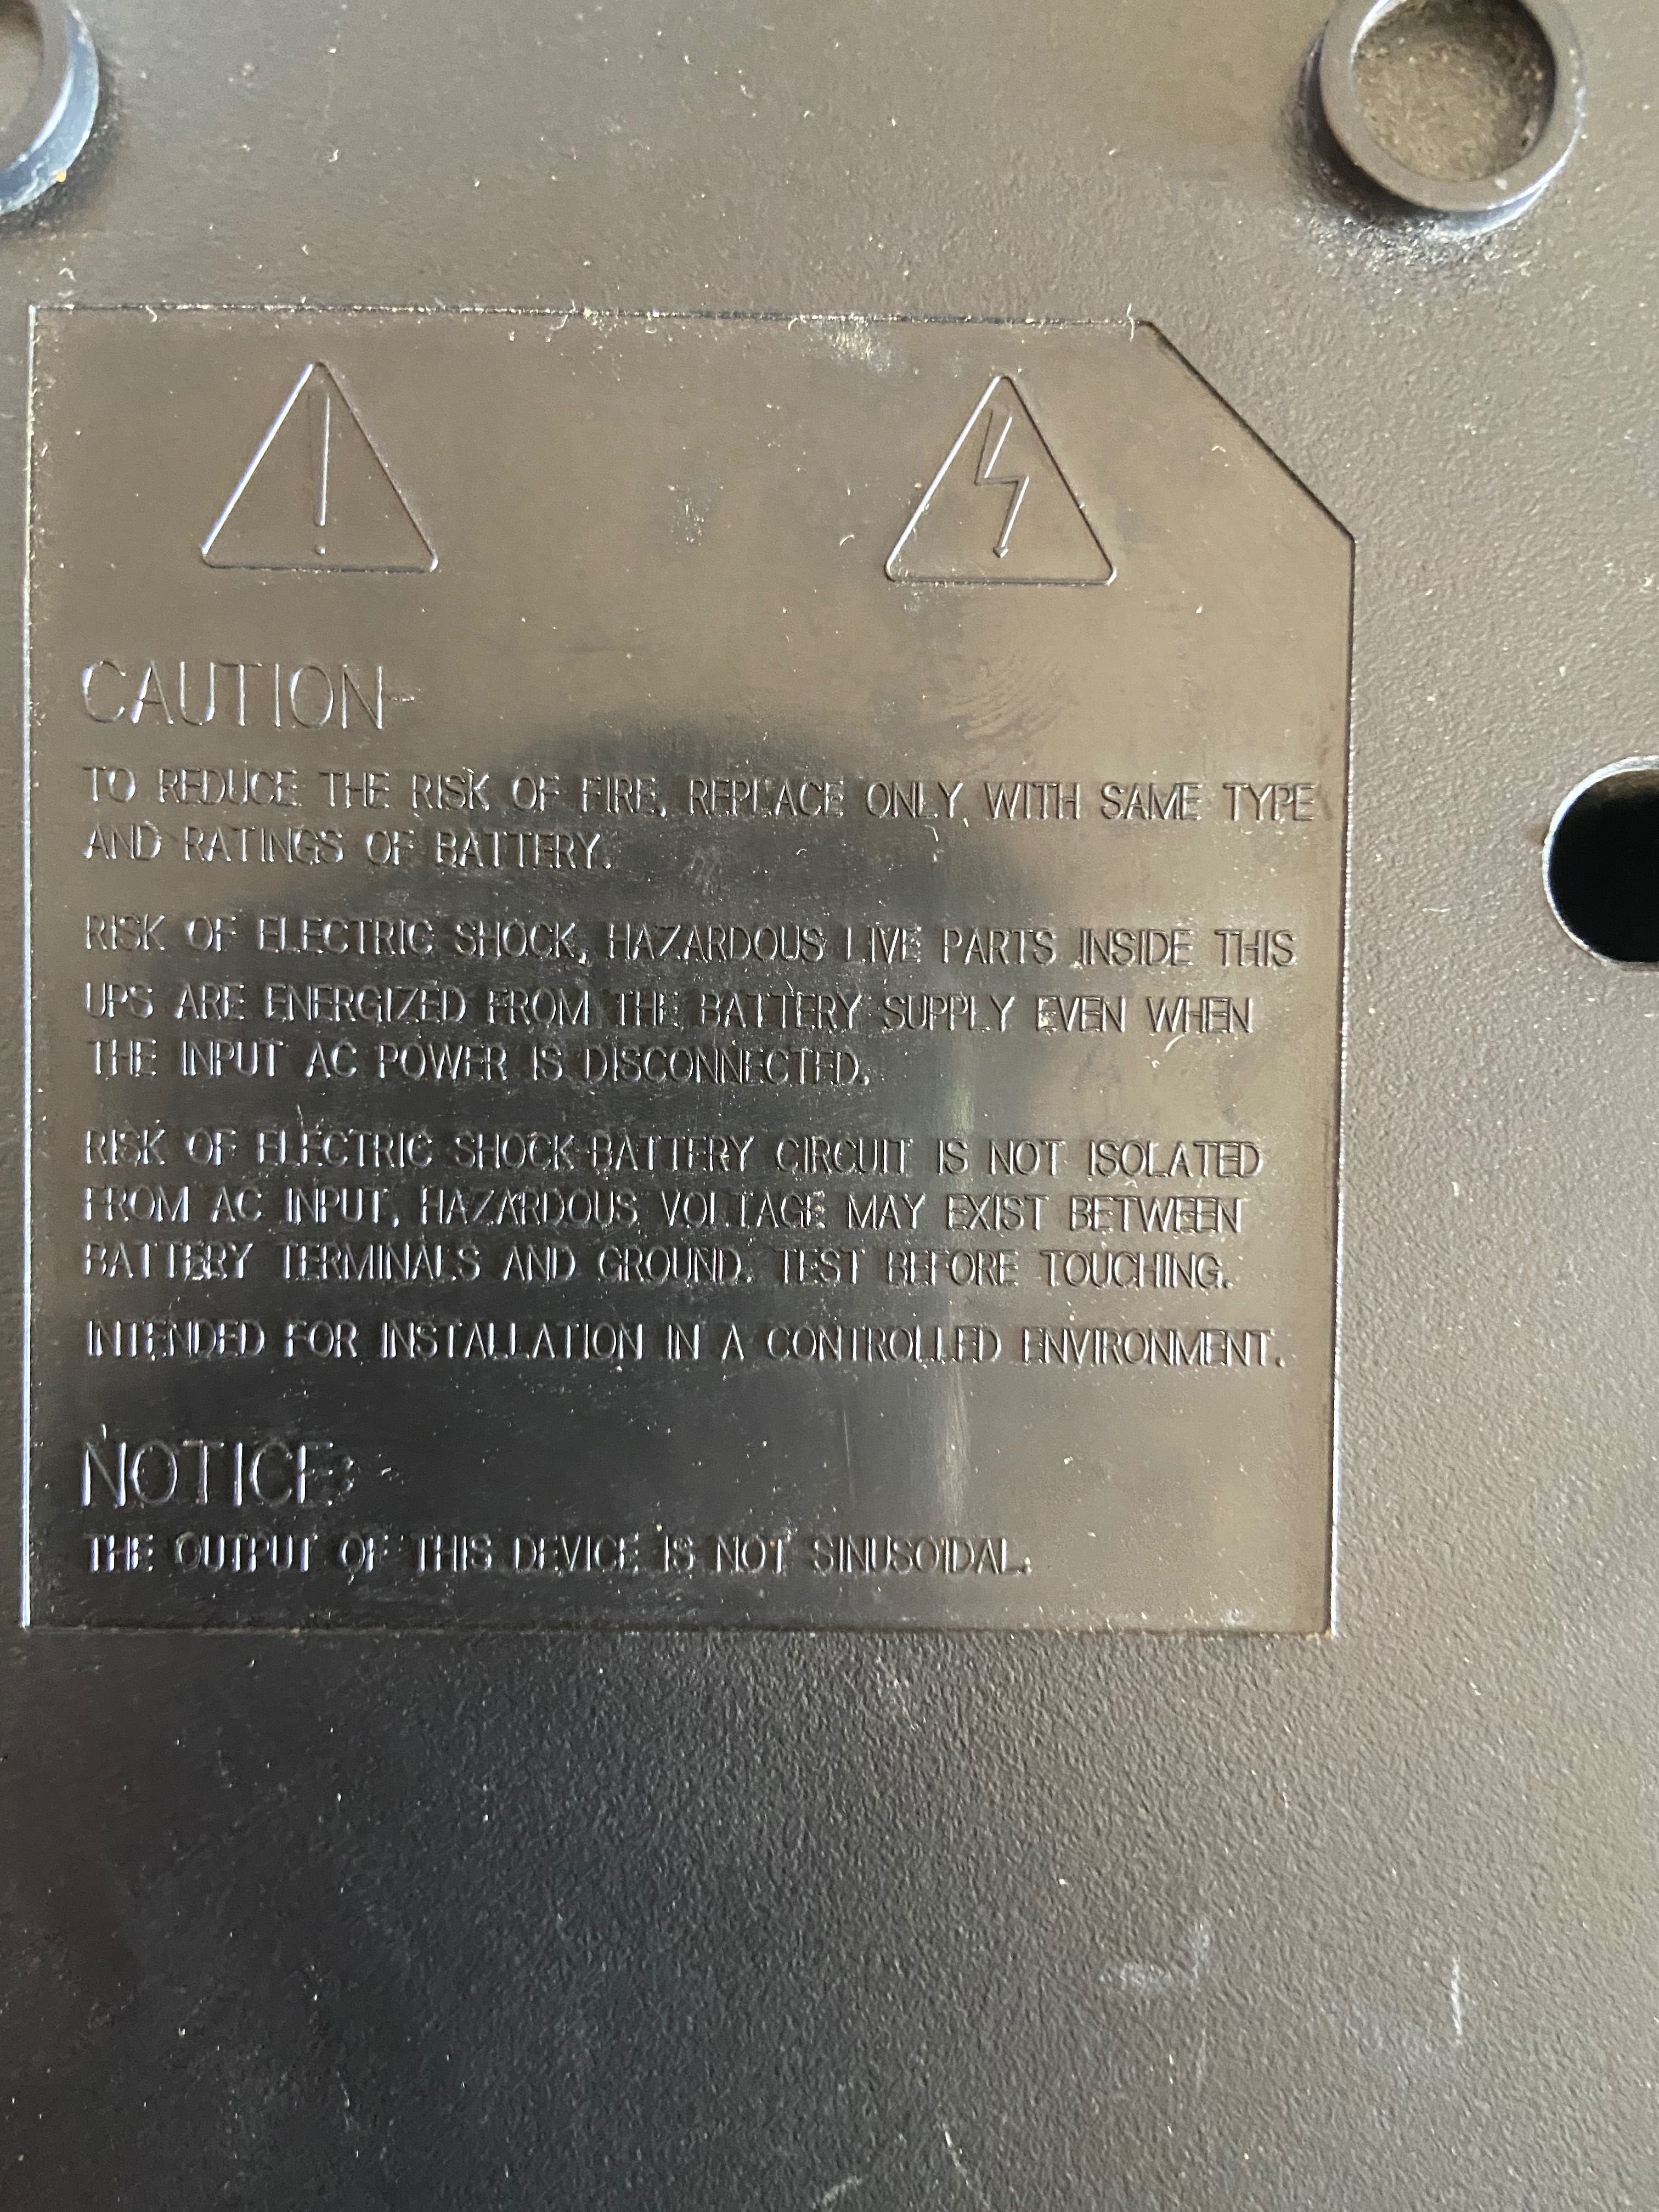 CAUTION-
TO REDUCE THE RISK OF FIRE, REPLACE ONLY WITH SAME TYPE
AND RATINGS OF BATTERY.
RISK OF ELECTRIC SHOCK, HAZARDOUS LIVE PARTS INSIDE THIS
UPS ARE ENERGIZED FROM THE BATTERY SUPPLY EVEN WHEN
THE INPUT AC POWER IS DISCONNECTED.
RISK OF ELECTRIC SHOCK-BATTERY CIRCUIT IS NOT ISOLATED
FROM AC INPUT, HAZARDOUS VOLTAGE MAY EXIST BETWEEN
BATTERY TERMINALS AND GROUND. TEST BEFORE TOUCHING.
INTENDED FOR INSTALLATION IN A CONTROLLED ENVIRONMENT.
NOTICE:
THE OUTPUT OF THIS DEVICE IS NOT SINUSOIDAL.